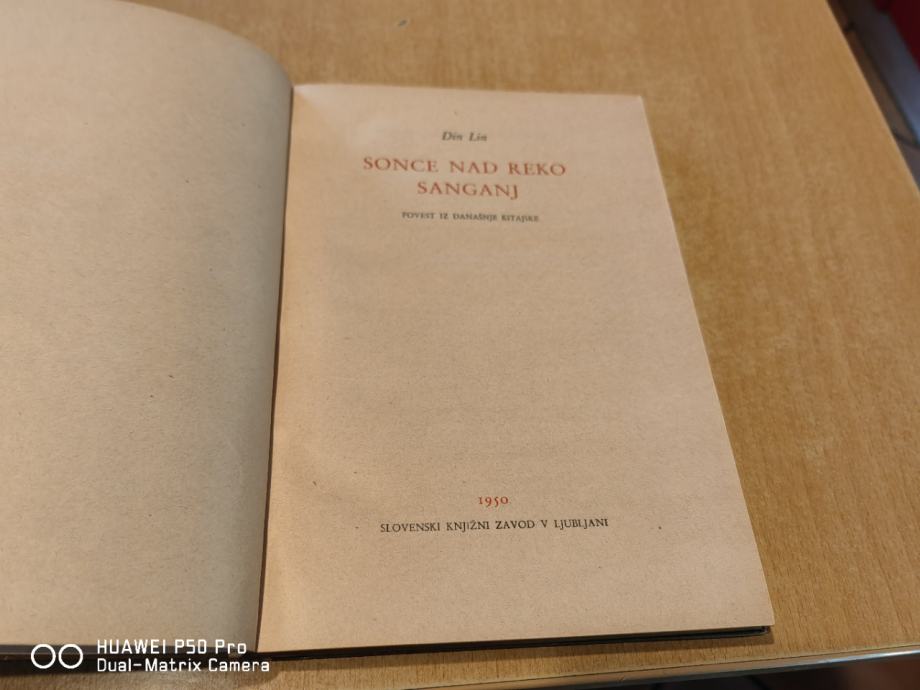 Din Lin
SONCE NAD REKO
SANGANJ
POVEST IZ DANAŠNJE KITAJSKE
1950
SLOVENSKI KNJIŽNI ZAVOD V LJUBLJANI
HUAWEI P50 Pro
Dual-Matrix Camera